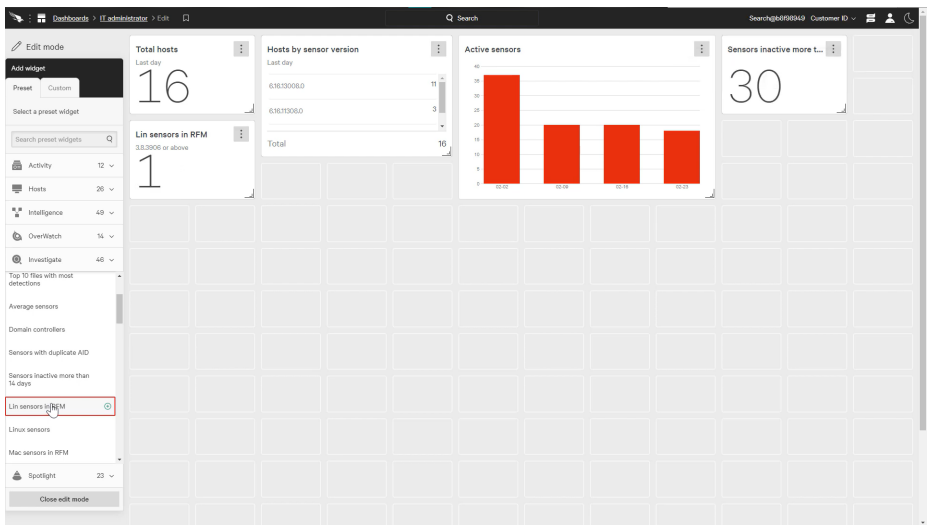 Dashboards > IT administrator > Edit
Search
Search@b8f98949 Customer ID
Edit mode
Add widget
Preset Custom
Select a preset widget
Search preset widgets
Activity 12
Hosts 26
Intelligence 49
OverWatch 14
Investigate 46
Top 10 files with most
detections
Average sensors
Domain controllers
Sensors with duplicate AID
Sensors inactive more than
14 days
Lin sensors in RFM
Linux sensors
Mac sensors in RFM
Spotlight 23
Close edit mode
Total hosts
Last day
16
Lin sensors in RFM
3.8.3906 or above
1
Hosts by sensor version
Last day
6.16.13008.0 11
6.16.11308.0 3
Total 16
Active sensors
40
35
30
25
20
15
10
5
0
02-02 02-09 02-19 02-23
Sensors inactive more t...
30